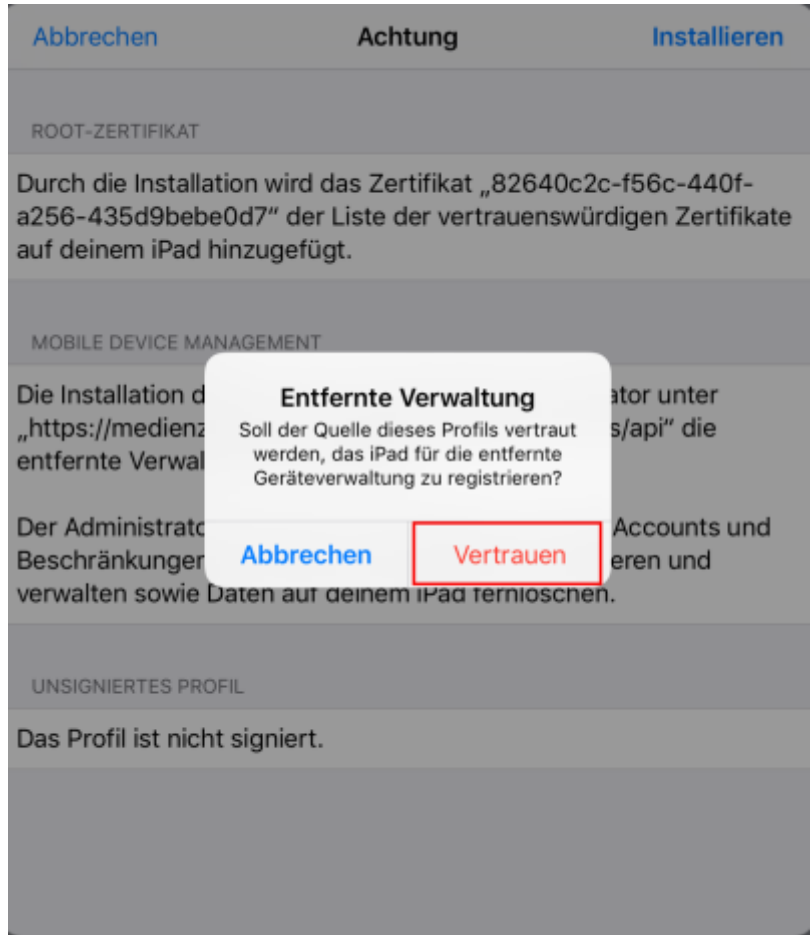 Abbrechen Achtung Installieren
ROOT-ZERTIFIKAT
Durch die Installation wird das Zertifikat „82640c2c-f56c-440f-
a256-435d9bebe0d7“ der Liste der vertrauenswürdigen Zertifikate
auf deinem iPad hinzugefügt.
MOBILE DEVICE MANAGEMENT
Die Installation d
ator unter
„https://medienz
s/api“ die
entfernte Verwal
Der Administrato
Accounts und
Beschränkungen
eren und
verwalten sowie Daten auf deinem iPad fernlöschen.
Entfernte Verwaltung
Soll der Quelle dieses Profils vertraut
werden, das iPad für die entfernte
Geräteverwaltung zu registrieren?
Abbrechen Vertrauen
UNSIGNIERTES PROFIL
Das Profil ist nicht signiert.